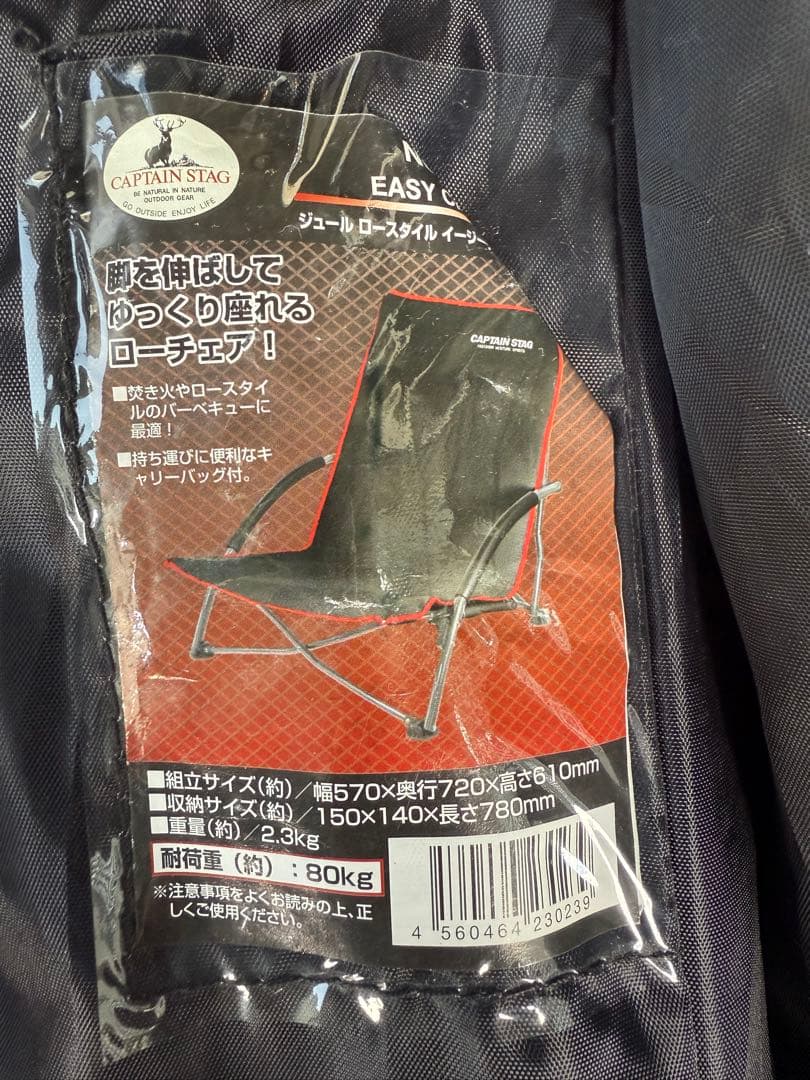 CAPTAIN STAG
BE NATURAL IN NATURE
OUTDOOR GEAR
GO OUTSIDE ENJOY LIFE
EASY
ジュール ロースタイル イージー
脚を伸ばして
ゆっくり座れる
ローチェア！
CAPTAIN STAG
■焚き火やロースタイ
ルのバーベキューに
最適！
■持ち運びに便利なキ
ャリーバッグ付。
■組立サイズ(約)／幅570×奥行720×高さ610mm
■収納サイズ(約)／150×140×長さ780mm
■重量(約)／2.3kg
耐荷重（約）：80kg
※注意事項をよくお読みの上、正
しくご使用ください。
4 560464 230239